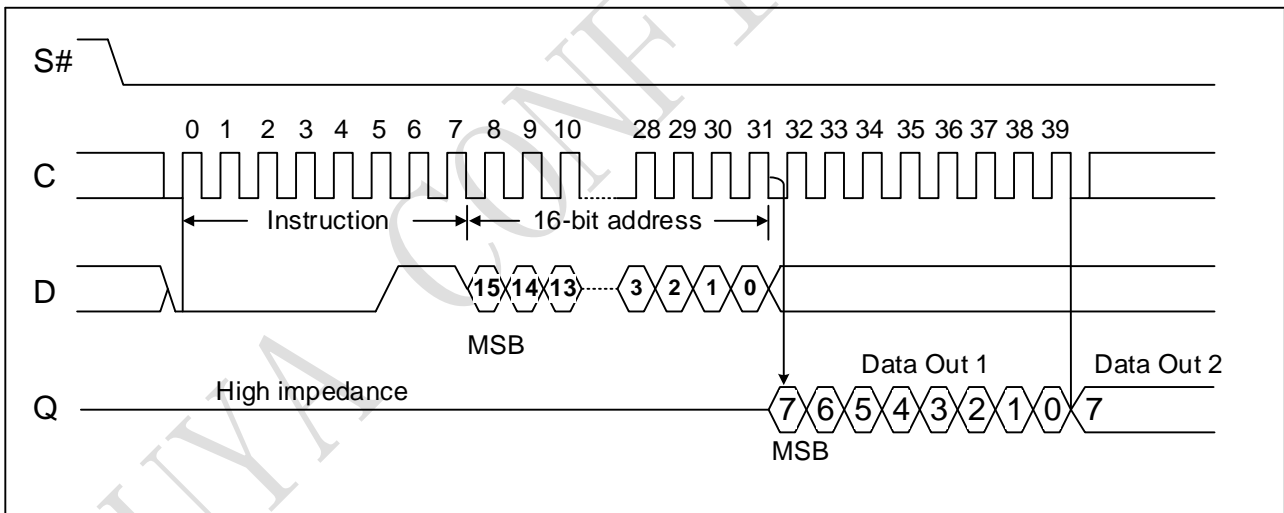 S#
0 1 2 3 4 5 6 7 8 9 10 28 29 30 31 32 33 34 35 36 37 38 39
C
Instruction 16-bit address
D 15 14 13 3 2 1 0
MSB
Data Out 1 Data Out 2
High impedance
Q 7 6 5 4 3 2 1 0 7
MSB